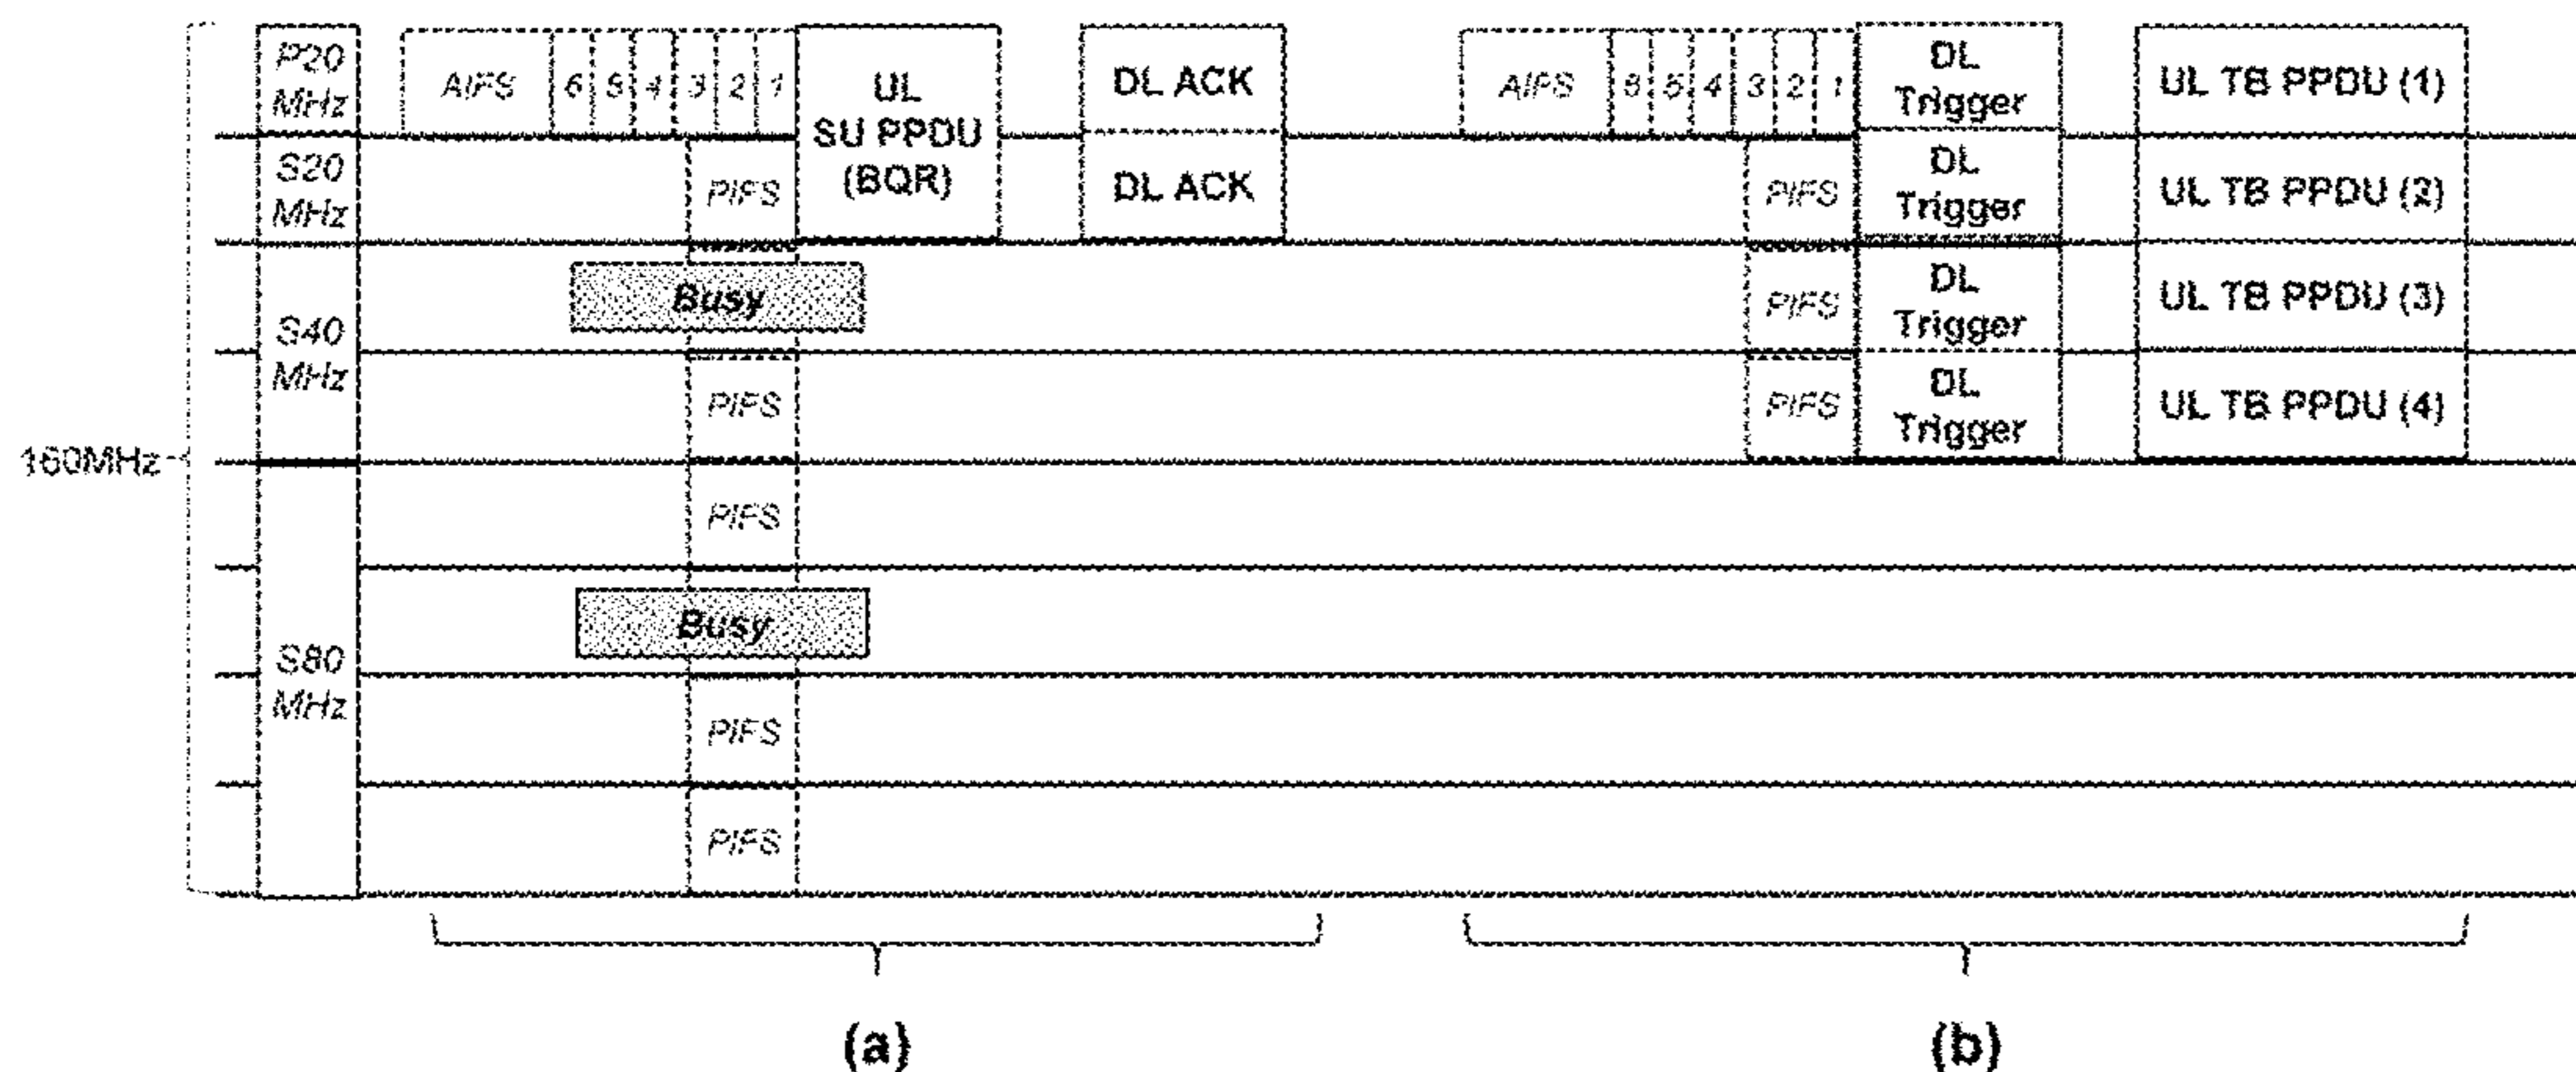 P20
MHz
AIFS 6 5 4 3 2 1
UL
SU PPDU
(BQR)
DL ACK
AIFS 6 5 4 3 2 1
DL
Trigger
UL TB PPDU (1)
S20
MHz
PIFS
DL ACK
PIFS
DL
Trigger
UL TB PPDU (2)
S40
MHz
Busy
PIFS
DL
Trigger
UL TB PPDU (3)
PIFS
PIFS
DL
Trigger
UL TB PPDU (4)
160MHz
S80
MHz
PIFS
Busy
PIFS
PIFS
(a)
(b)